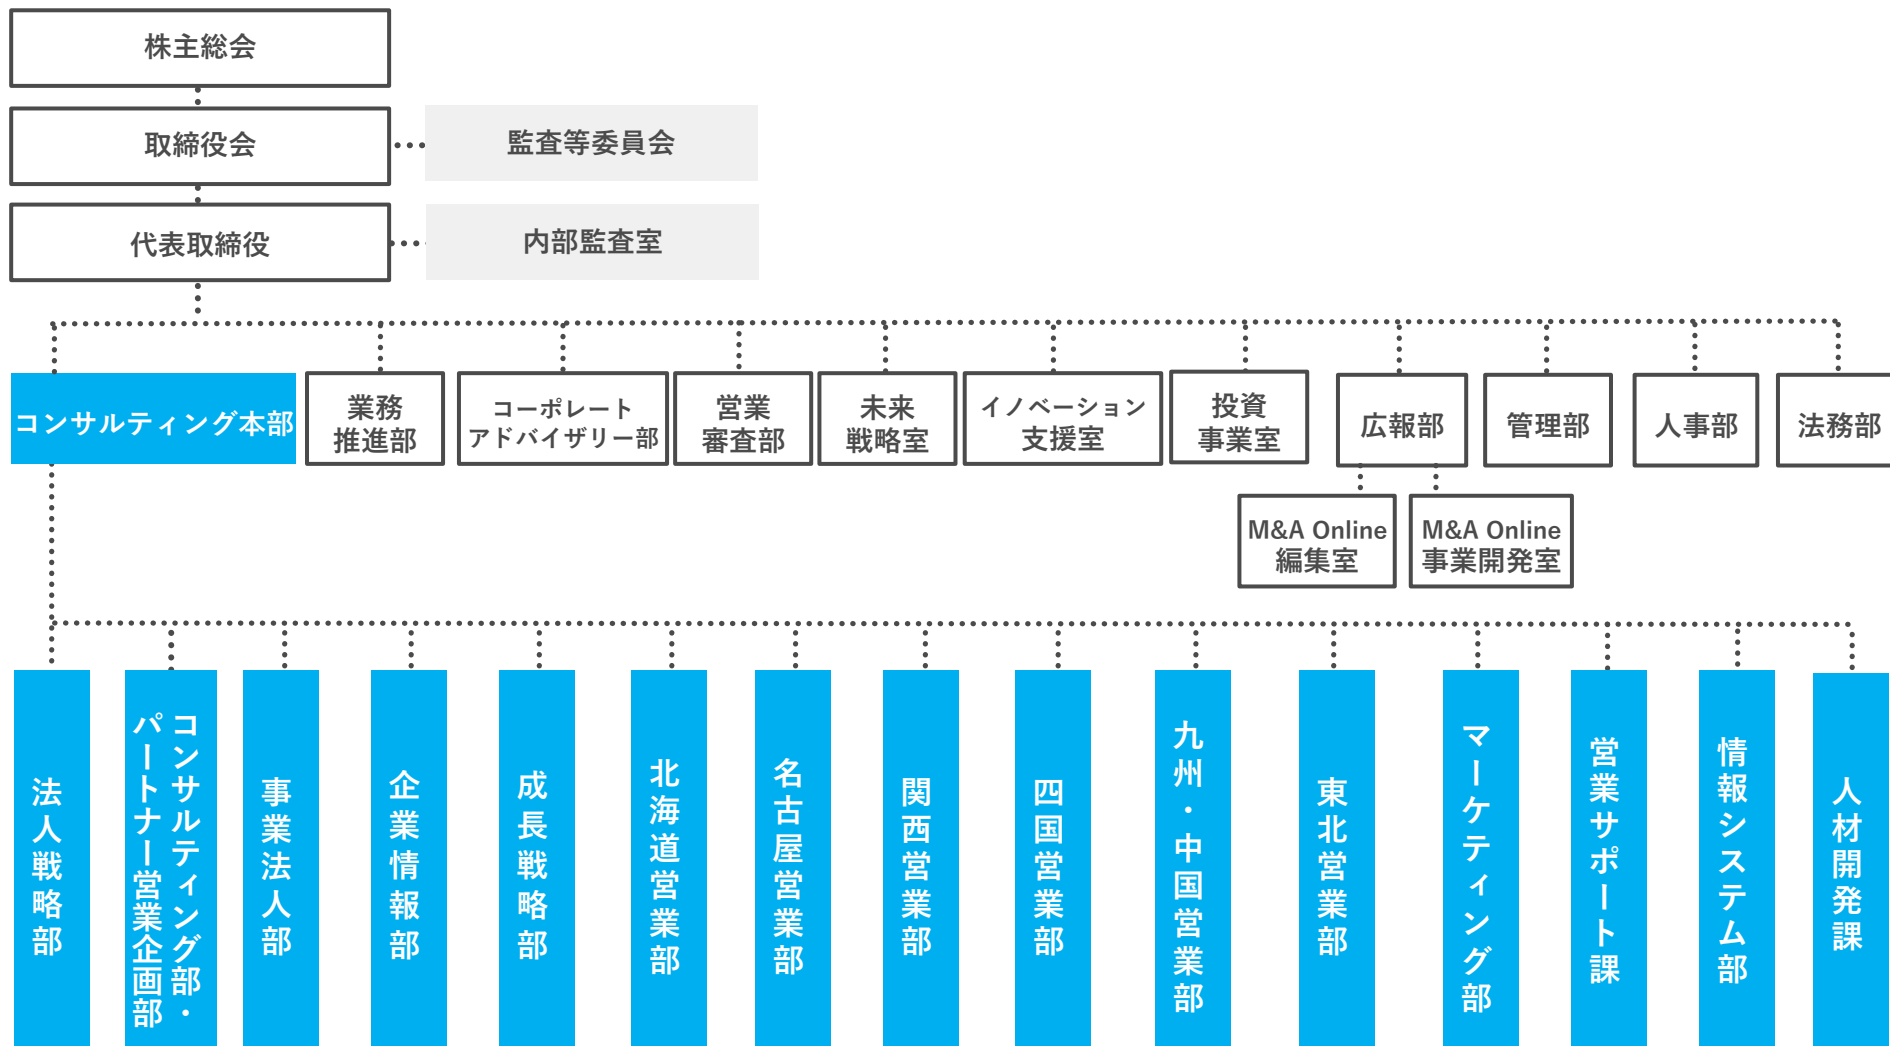 株主総会
取締役会
監査等委員会
代表取締役
内部監査室
コンサルティング本部
業務
推進部
コーポレート
アドバイザリー部
営業
審査部
未来
戦略室
イノベーション
支援室
投資
事業室
広報部
管理部
人事部
法務部
M&A Online
編集室
M&A Online
事業開発室
法人戦略部
コンサルティング部・
パートナー営業企画部
事業法人部
企業情報部
成長戦略部
北海道営業部
名古屋営業部
関西営業部
四国営業部
九州・中国営業部
東北営業部
マーケティング部
営業サポート課
情報システム部
人材開発課